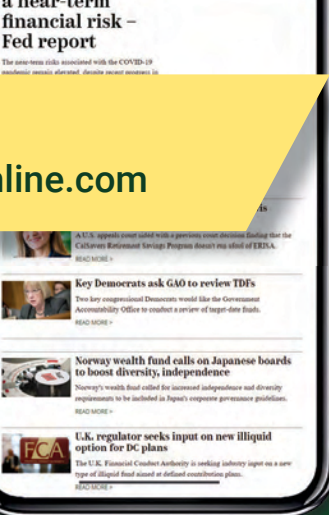 a near-term
financial risk –
Fed report
The near-term risks associated with the COVID-19
pandemic remain elevated, despite recent progress in
nline.com
A U.S. appeals court sided with a previous court decision finding that the
CalSavers Retirement Savings Program doesn't run afoul of ERISA.
READ MORE >
Key Democrats ask GAO to review TDFs
Two key congressional Democrats would like the Government
Accountability Office to conduct a review of target-date funds.
READ MORE >
Norway wealth fund calls on Japanese boards
to boost diversity, independence
Norway's wealth fund called for increased independence and diversity
requirements to be included in Japan's corporate governance guidelines.
READ MORE >
FCA
U.K. regulator seeks input on new illiquid
option for DC plans
The U.K. Financial Conduct Authority is seeking industry input on a new
type of illiquid fund aimed at defined contribution plans.
READ MORE >